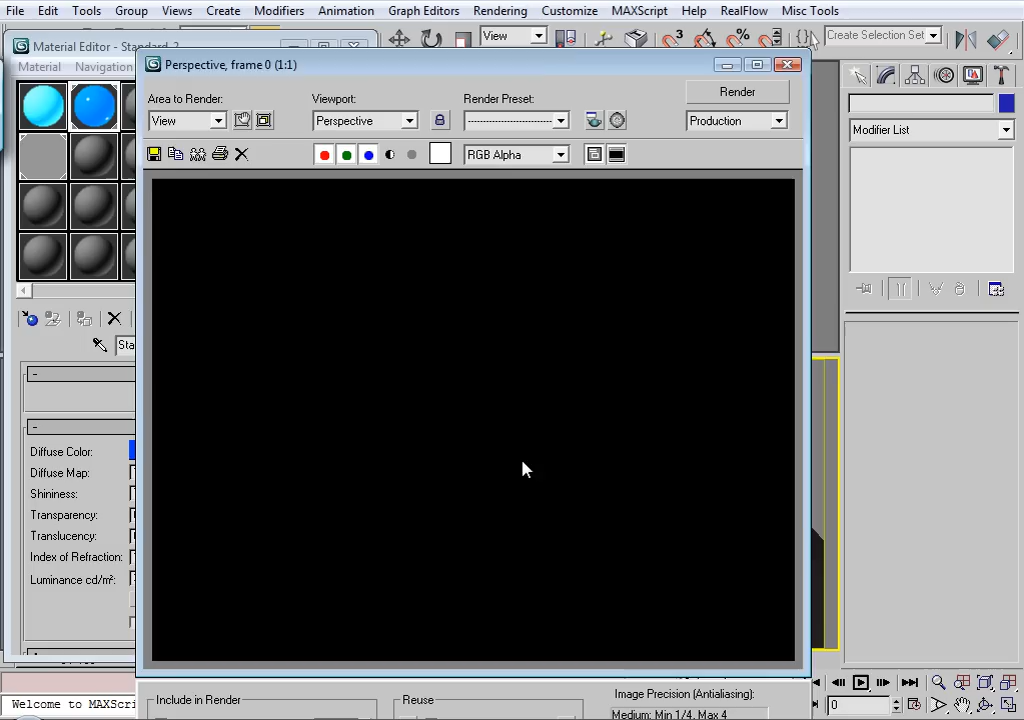 File Edit Tools Group Views Create Modifiers Animation Graph Editors Rendering Customize MAXScript Help RealFlow Misc Tools
View
3
Create Selection Set
Material Editor - Standard_2
Material Navigation
Perspective, frame 0 (1:1)
Area to Render:
View
Viewport:
Perspective
Render Preset:
Render
Production
RGB Alpha
Modifier List
Sta
Diffuse Color:
Diffuse Map:
Shininess:
Transparency:
Translucency:
Index of Refraction:
Luminance cd/m²:
Include in Render
Reuse
Image Precision (Antialiasing):
Medium: Min 1/4, Max 4
Welcome to MAXScri
0